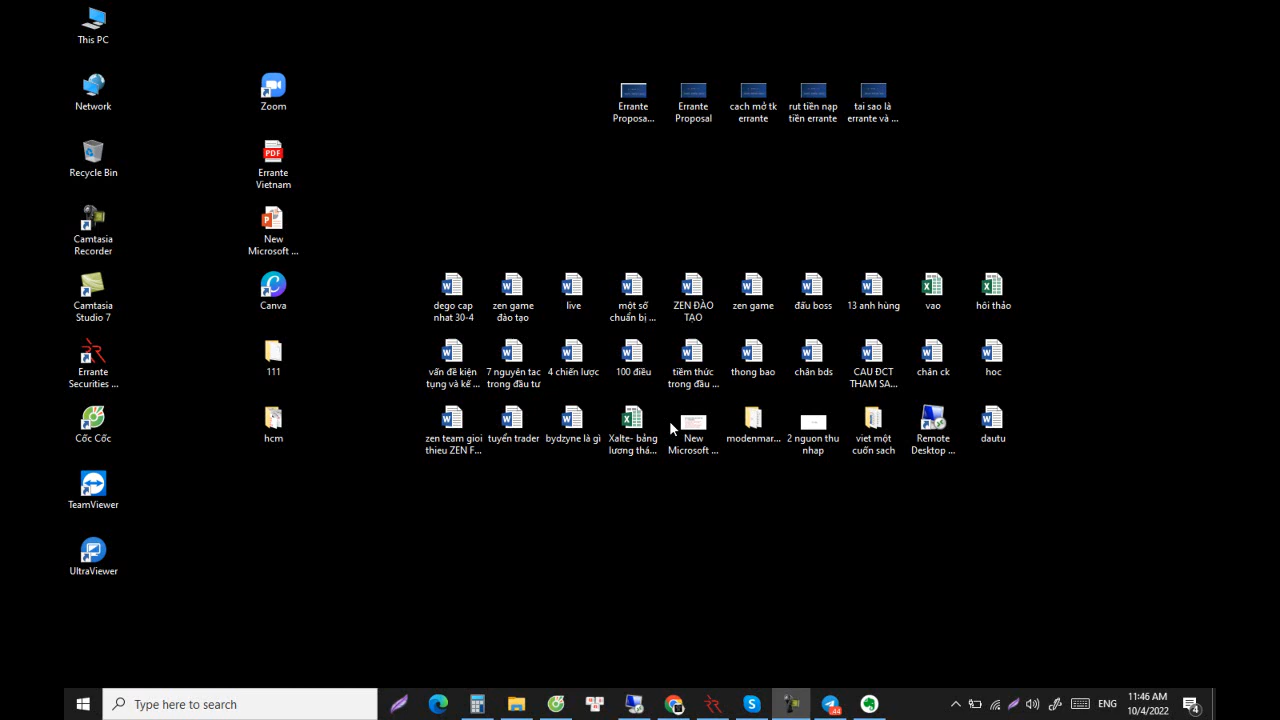 This PC
Network
Zoom
Errante
Proposa...
Errante
Proposal
cach mở tk
errante
rut tiền nạp
tiền errante
tai sao là
errante và ...
Recycle Bin
Errante
Vietnam
Camtasia
Recorder
New
Microsoft ...
Camtasia
Studio 7
Canva
dego cap
nhat 30-4
zen game
đào tạo
live
một số
chuẩn bị ...
ZEN ĐÀO
TẠO
zen game
đấu boss
13 anh hùng
vao
hôi thảo
Errante
Securities ...
111
vấn đề kiện
tụng và kế ...
7 nguyên tac
trong đầu tư
4 chiến lược
100 điều
tiềm thức
trong đầu ...
thong bao
chân bds
CAU ĐCT
THAM SA...
chân ck
hoc
Cốc Cốc
hcm
zen team gioi
thieu ZEN F...
tuyển trader
bydzyne là gì
Xalte- bảng
lương thá...
New
Microsoft ...
modenmar...
2 nguon thu
nhap
viet một
cuốn sach
Remote
Desktop ...
dautu
TeamViewer
UltraViewer
Type here to search
44
ENG
11:46 AM
10/4/2022
4